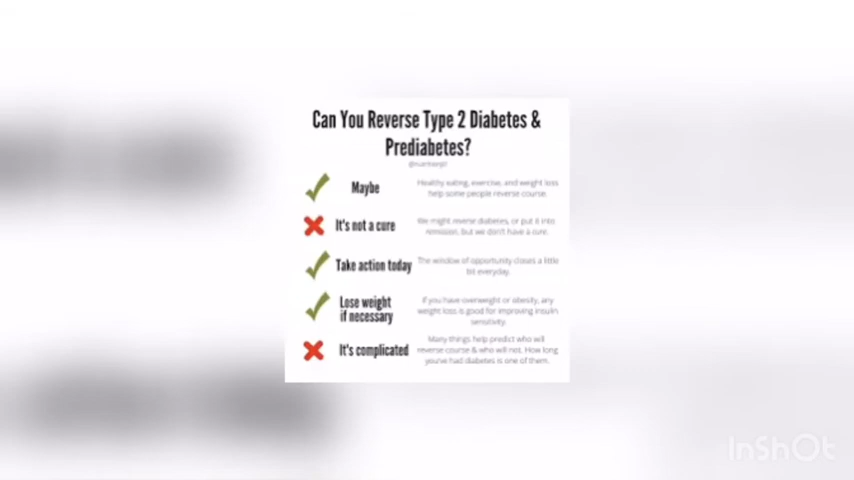 Can You Reverse Type 2 Diabetes &
Prediabetes?
Maybe
Healthy eating, exercise, and weight loss
help some people reverse course.
It's not a cure
We might reverse diabetes, or put it into
remission, but we don't have a cure.
Take action today
The window of opportunity closes a little
bit everyday.
Lose weight
if necessary
If you have overweight or obesity, any
weight loss is good for improving insulin
sensitivity.
It's complicated
Many things help predict who will
reverse course & who will not. How long
you've had diabetes is one of them.
InShOt